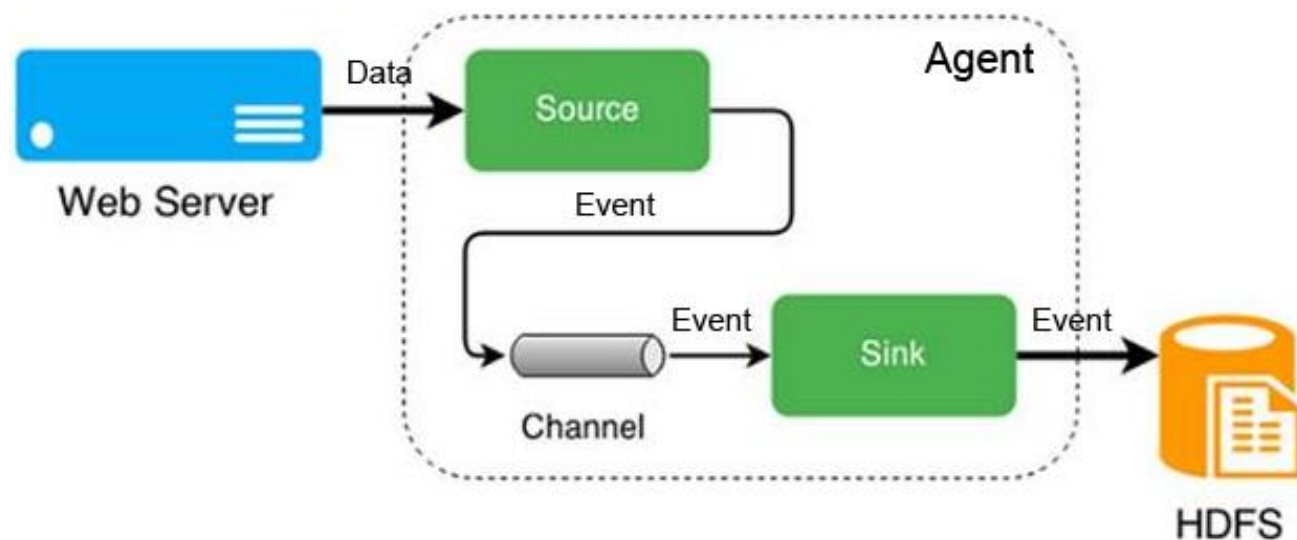 Agent
Data
Source
Web Server
Event
Event
Event
Sink
Channel
HDFS